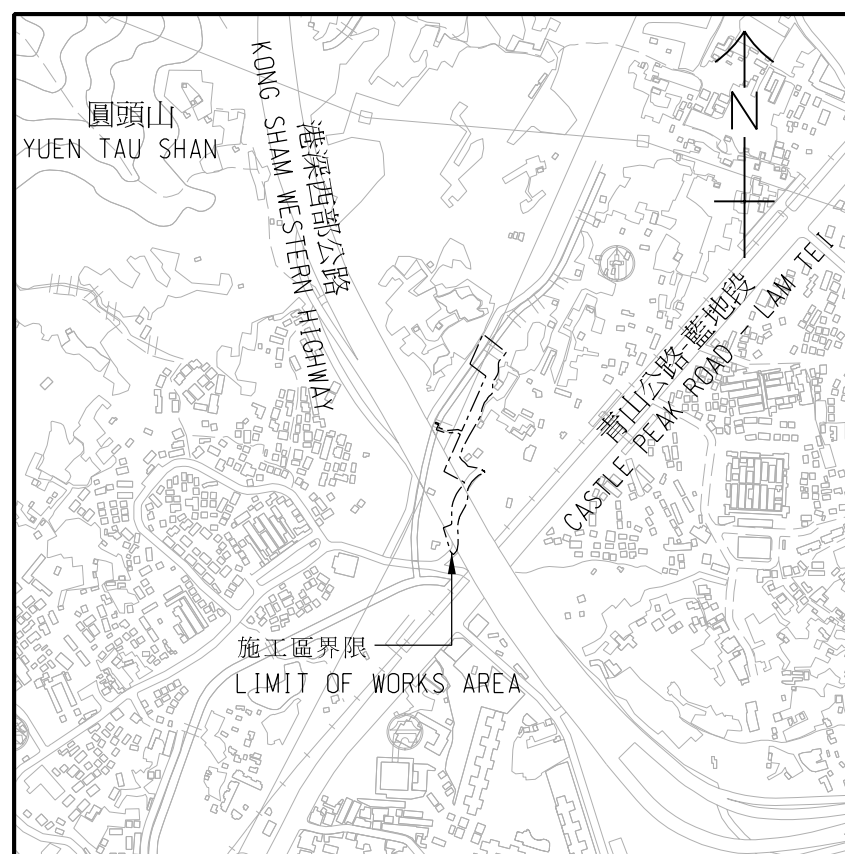 圓頭山
YUEN TAU SHAN
港深西部公路
KONG SHAM WESTERN HIGHWAY
N
青山公路-藍地段
CASTLE PEAK ROAD - LAM TEI
施工區界限
LIMIT OF WORKS AREA